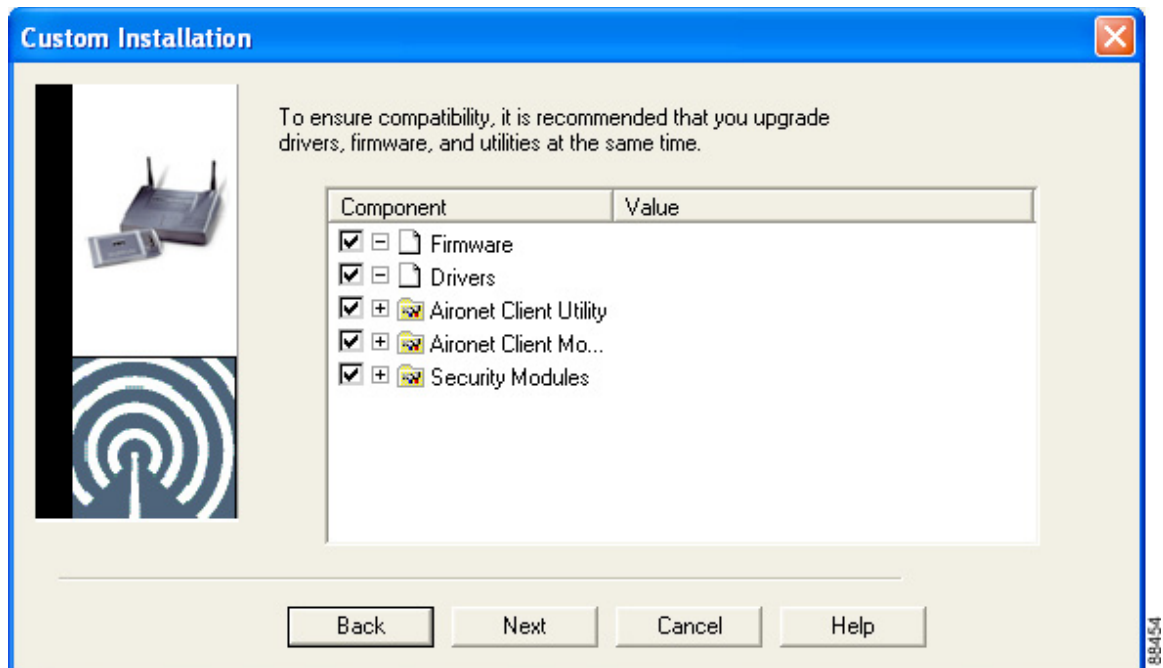 Custom Installation
To ensure compatibility, it is recommended that you upgrade
drivers, firmware, and utilities at the same time.
Component Value
Firmware
Drivers
Aironet Client Utility
Aironet Client Mo...
Security Modules
Back Next Cancel Help
88454